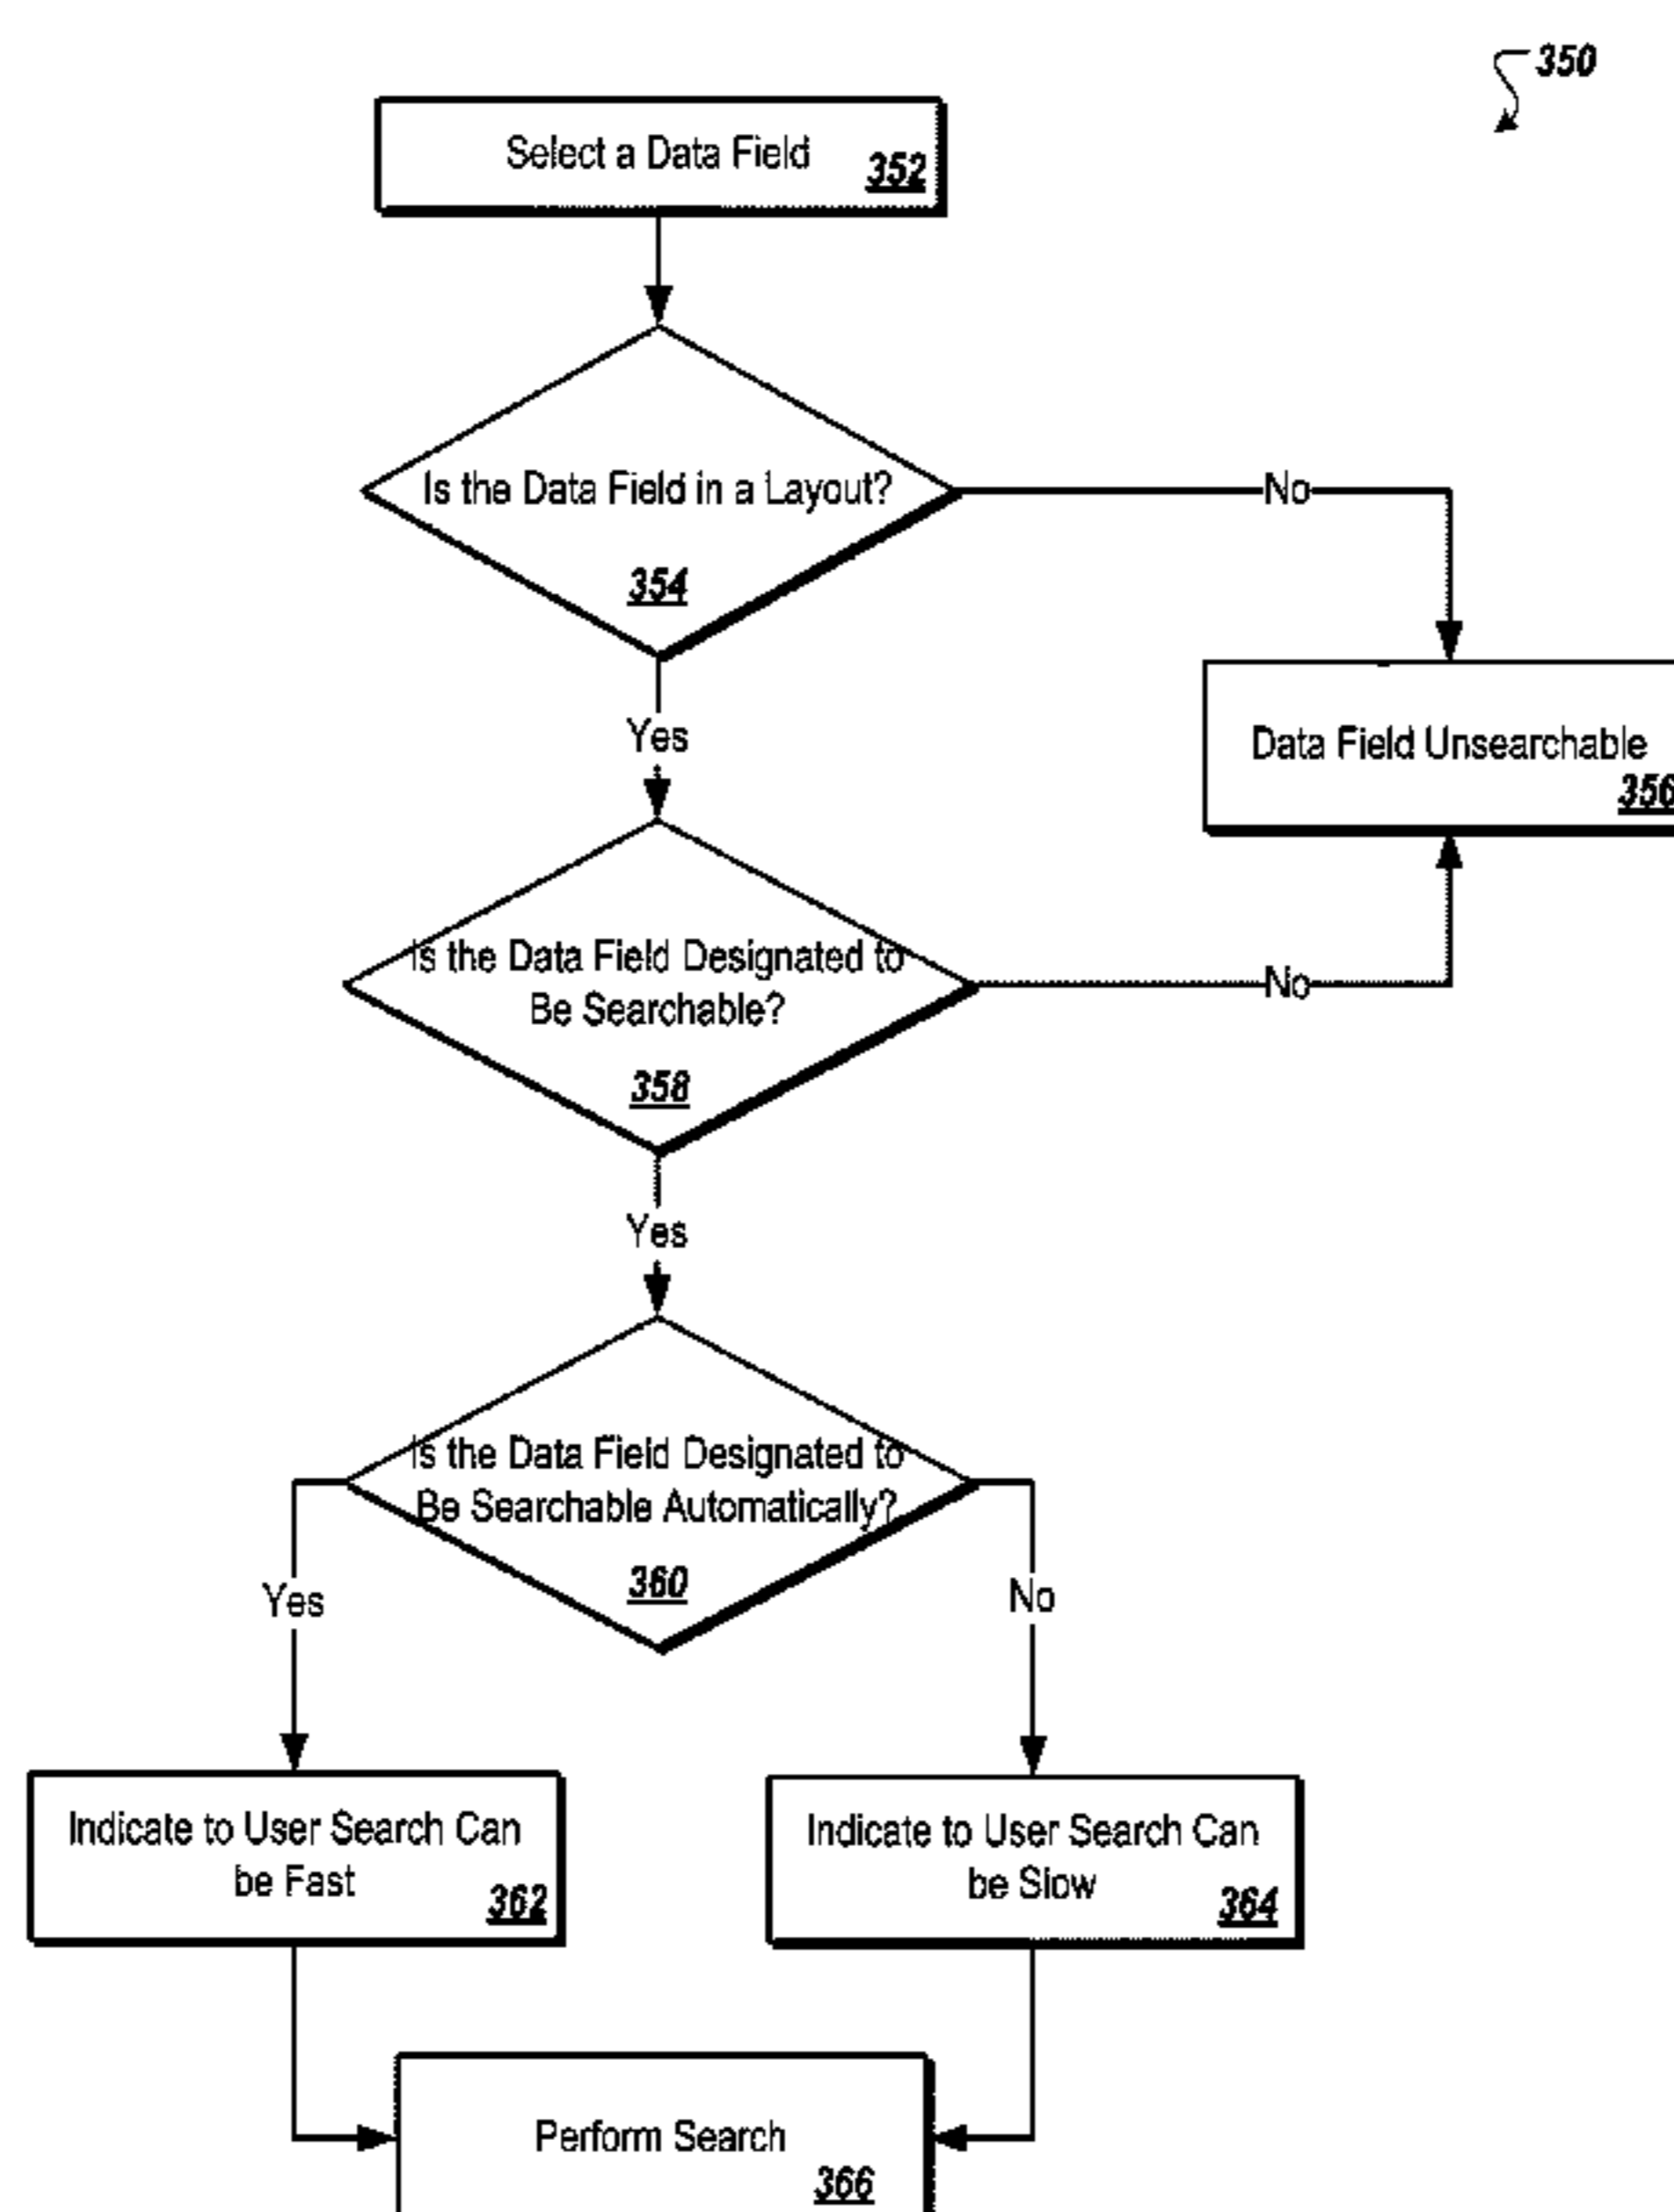 350
Select a Data Field
352
Is the Data Field in a Layout?
354
No
Yes
Data Field Unsearchable
356
Is the Data Field Designated to
Be Searchable?
358
No
Yes
Is the Data Field Designated to
Be Searchable Automatically?
360
Yes
No
Indicate to User Search Can
be Fast
362
Indicate to User Search Can
be Slow
364
Perform Search
366